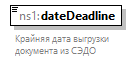 ns1:dateDeadline
Крайняя дата выгрузки
документа из СЭДО